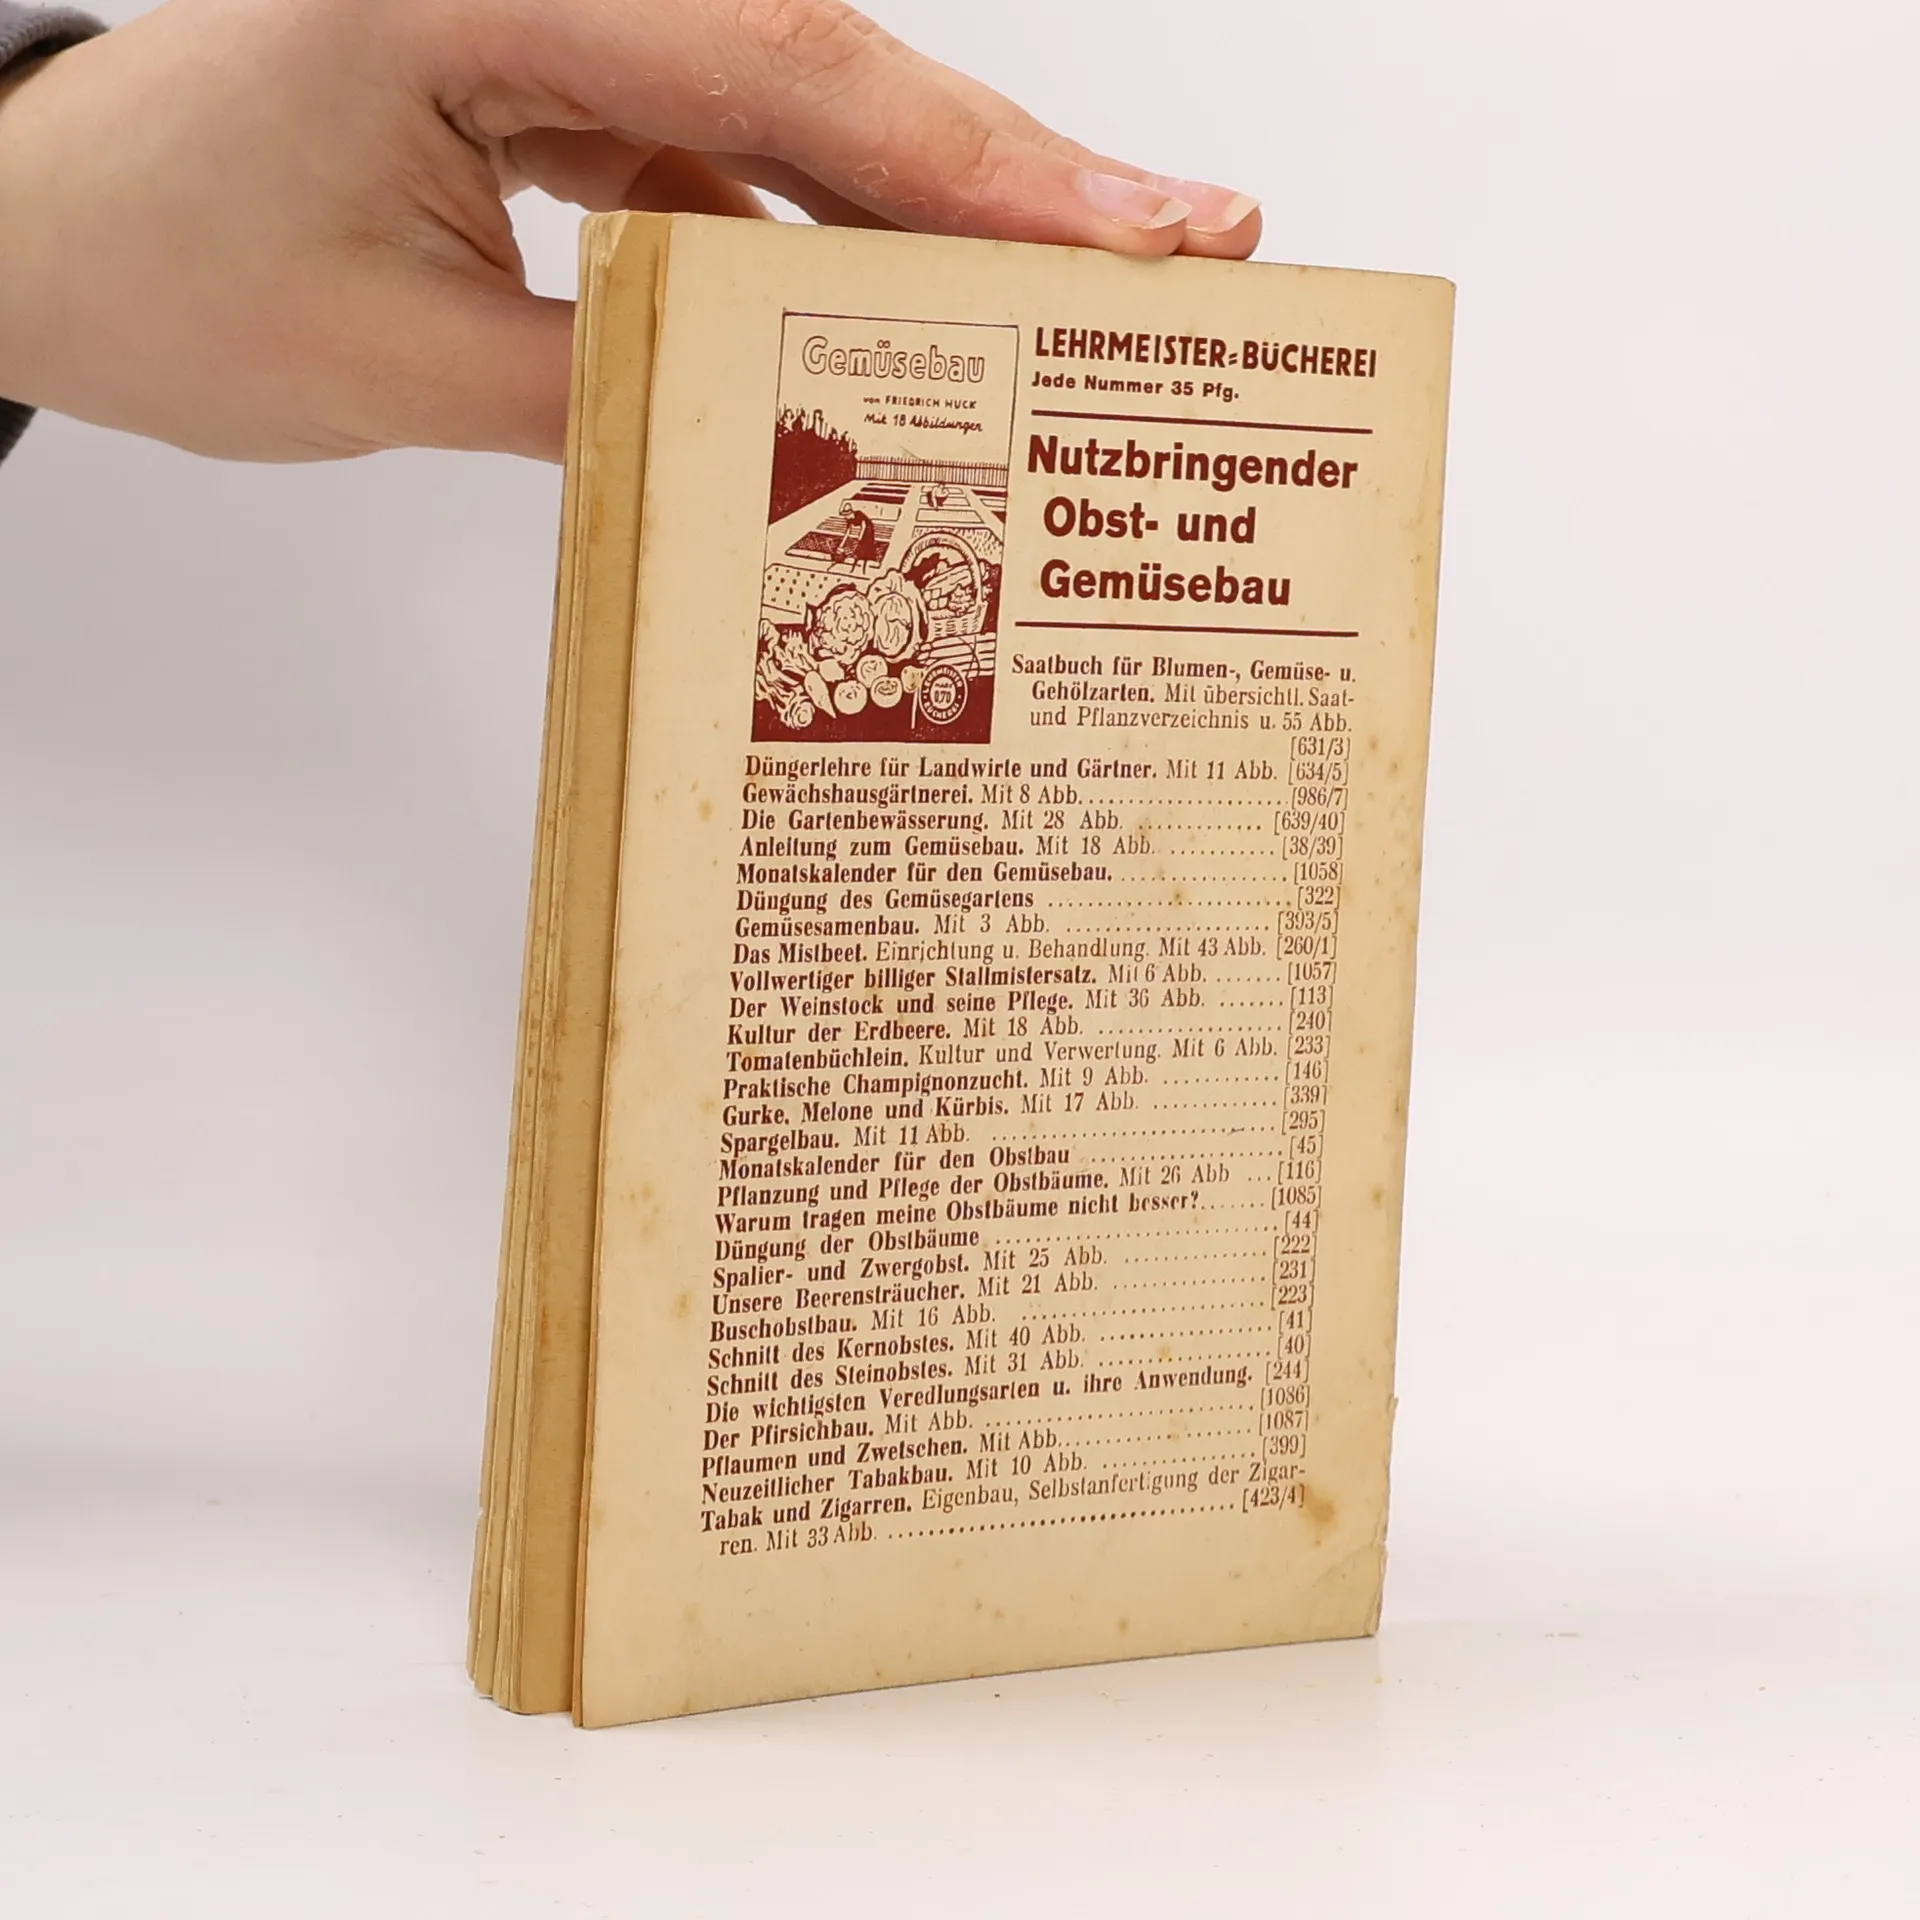 Gemüsebau
von FRIEDRICH HUCK
Mit 18 Abbildungen
LEHRMEISTER
MARK
0,70
BÜCHEREI
LEHRMEISTER=BÜCHEREI
Jede Nummer 35 Pfg.
Nutzbringender
Obst- und
Gemüsebau
Saatbuch für Blumen-, Gemüse- u.
Gehölzarten. Mit übersichtl. Saat-
und Pflanzverzeichnis u. 55 Abb.
[631/3]
Düngerlehre für Landwirte und Gärtner. Mit 11 Abb. [634/5]
Gewächshausgärtnerei. Mit 8 Abb. .................... [986/7]
Die Gartenbewässerung. Mit 28 Abb. ............. [639/40]
Anleitung zum Gemüsebau. Mit 18 Abb. ........... [38/39]
Monatskalender für den Gemüsebau. ................. [1058]
Düngung des Gemüsegartens ......................... [322]
Gemüsesamenbau. Mit 3 Abb. ..................... [393/5]
Das Mistbeet. Einrichtung u. Behandlung. Mit 43 Abb. [260/1]
Vollwertiger billiger Stallmistersatz. Mit 6 Abb. ....... [1057]
Der Weinstock und seine Pflege. Mit 36 Abb. ....... [113]
Kultur der Erdbeere. Mit 18 Abb. ................... [240]
Tomatenbüchlein. Kultur und Verwertung. Mit 6 Abb. [233]
Praktische Champignonzucht. Mit 9 Abb. ............ [146]
Gurke, Melone und Kürbis. Mit 17 Abb. ............. [339]
Spargelbau. Mit 11 Abb. ............................. [295]
Monatskalender für den Obstbau .................... [45]
Pflanzung und Pflege der Obstbäume. Mit 26 Abb ... [116]
Warum tragen meine Obstbäume nicht besser? ...... [1085]
Düngung der Obstbäume ............................. [44]
Spalier- und Zwergobst. Mit 25 Abb. ............... [222]
Unsere Beerensträucher. Mit 21 Abb. ................ [231]
Buschobstbau. Mit 16 Abb. ......................... [223]
Schnitt des Kernobstes. Mit 40 Abb. .................. [41]
Schnitt des Steinobstes. Mit 31 Abb. .................. [40]
Die wichtigsten Veredlungsarten u. ihre Anwendung. [244]
Der Pfirsichbau. Mit Abb. ........................... [1086]
Pflaumen und Zwetschen. Mit Abb. .................... [1087]
Neuzeitlicher Tabakbau. Mit 10 Abb. ................ [399]
Tabak und Zigarren. Eigenbau, Selbstanfertigung der Zigar-
ren. Mit 33 Abb. ................................... [423/4]